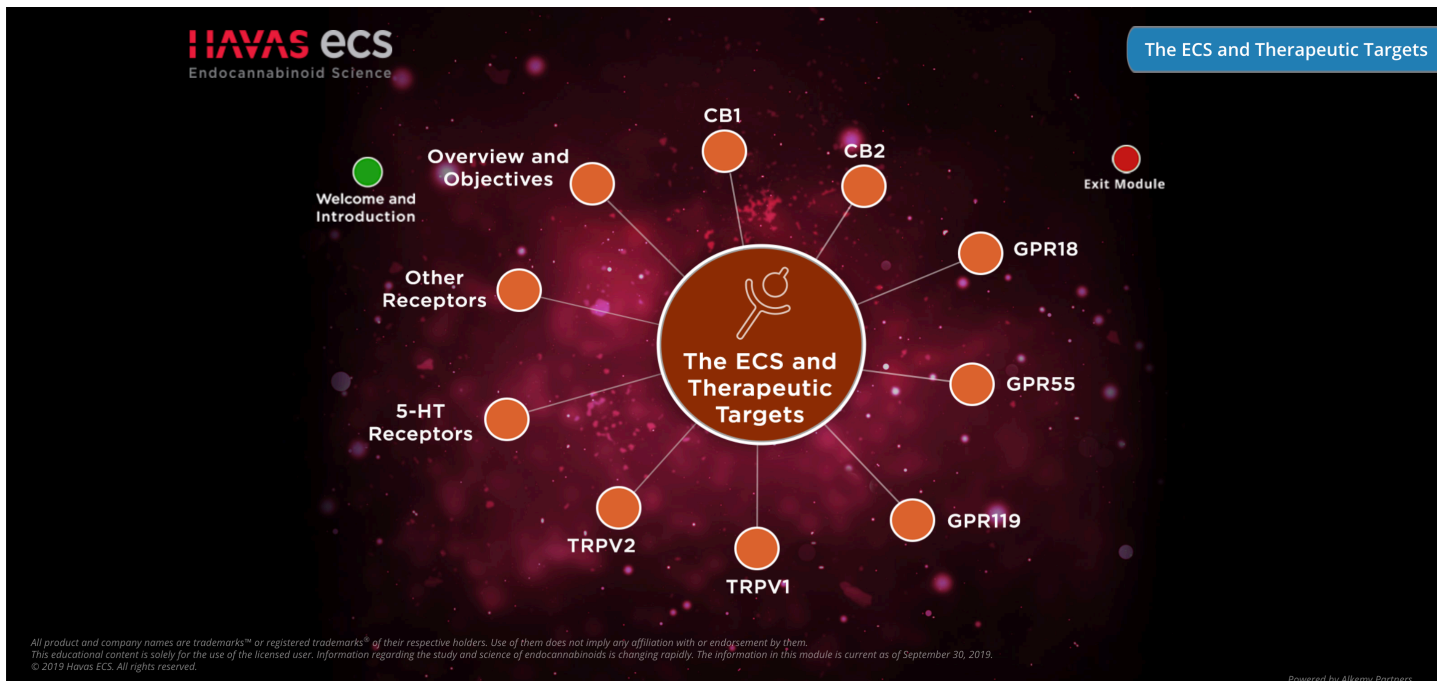 HAVAS ecs
Endocannabinoid Science
The ECS and Therapeutic Targets
CB1
CB2
Overview and
Objectives
Welcome and
Introduction
Exit Module
GPR18
Other
Receptors
The ECS and
Therapeutic
Targets
GPR55
5-HT
Receptors
GPR119
TRPV2
TRPV1
All product and company names are trademarks™ or registered trademarks® of their respective holders. Use of them does not imply any affiliation with or endorsement by them.
This educational content is solely for the use of the licensed user. Information regarding the study and science of endocannabinoids is changing rapidly. The information in this module is current as of September 30, 2019.
© 2019 Havas ECS. All rights reserved.
Powered by Alkemy Partners